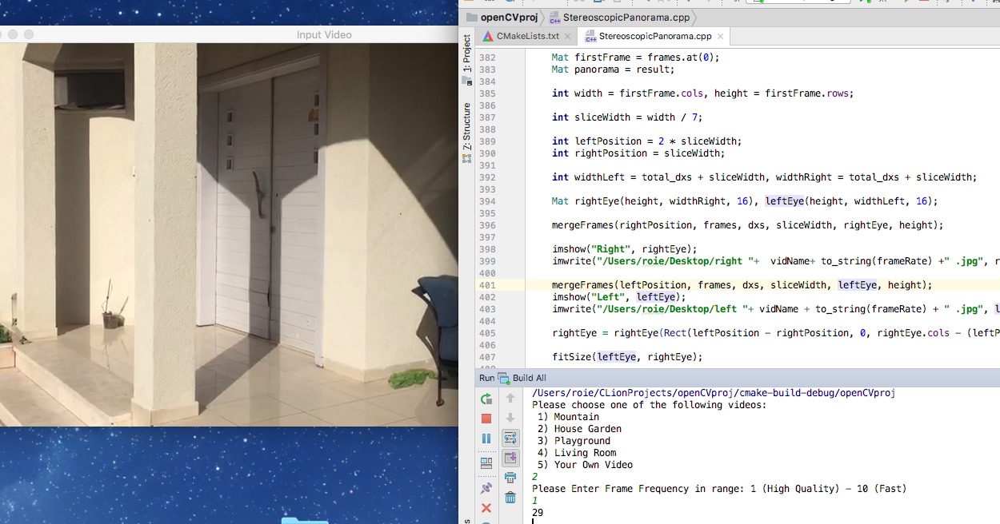 Input Video
openCVproj
StereoscopicPanorama.cpp
CMakeLists.txt
StereoscopicPanorama.cpp
1: Project
7: Structure
382 Mat firstFrame = frames.at(0);
383 Mat panorama = result;
384
385 int width = firstFrame.cols, height = firstFrame.rows;
386
387 int sliceWidth = width / 7;
388
389 int leftPosition = 2 * sliceWidth;
390 int rightPosition = sliceWidth;
391
392 int widthLeft = total_dxs + sliceWidth, widthRight = total_dxs + sliceWidth;
393
394 Mat rightEye(height, widthRight, 16), leftEye(height, widthLeft, 16);
395
396 mergeFrames(rightPosition, frames, dxs, sliceWidth, rightEye, height);
397
398 imshow("Right", rightEye);
399 imwrite("/Users/roie/Desktop/right "+  vidName+ to_string(frameRate) +" .jpg", r
400
401 mergeFrames(leftPosition, frames, dxs, sliceWidth, leftEye, height);
402 imshow("Left", leftEye);
403 imwrite("/Users/roie/Desktop/left "+ vidName + to_string(frameRate) + " .jpg", l
404
405 rightEye = rightEye(Rect(leftPosition - rightPosition, 0, rightEye.cols - (leftP
406
407 fitSize(leftEye, rightEye);
Run Build All
/Users/roie/CLionProjects/openCVproj/cmake-build-debug/openCVproj
Please choose one of the following videos:
1) Mountain
2) House Garden
3) Playground
4) Living Room
5) Your Own Video
2
Please Enter Frame Frequency in range: 1 (High Quality) - 10 (Fast)
1
29